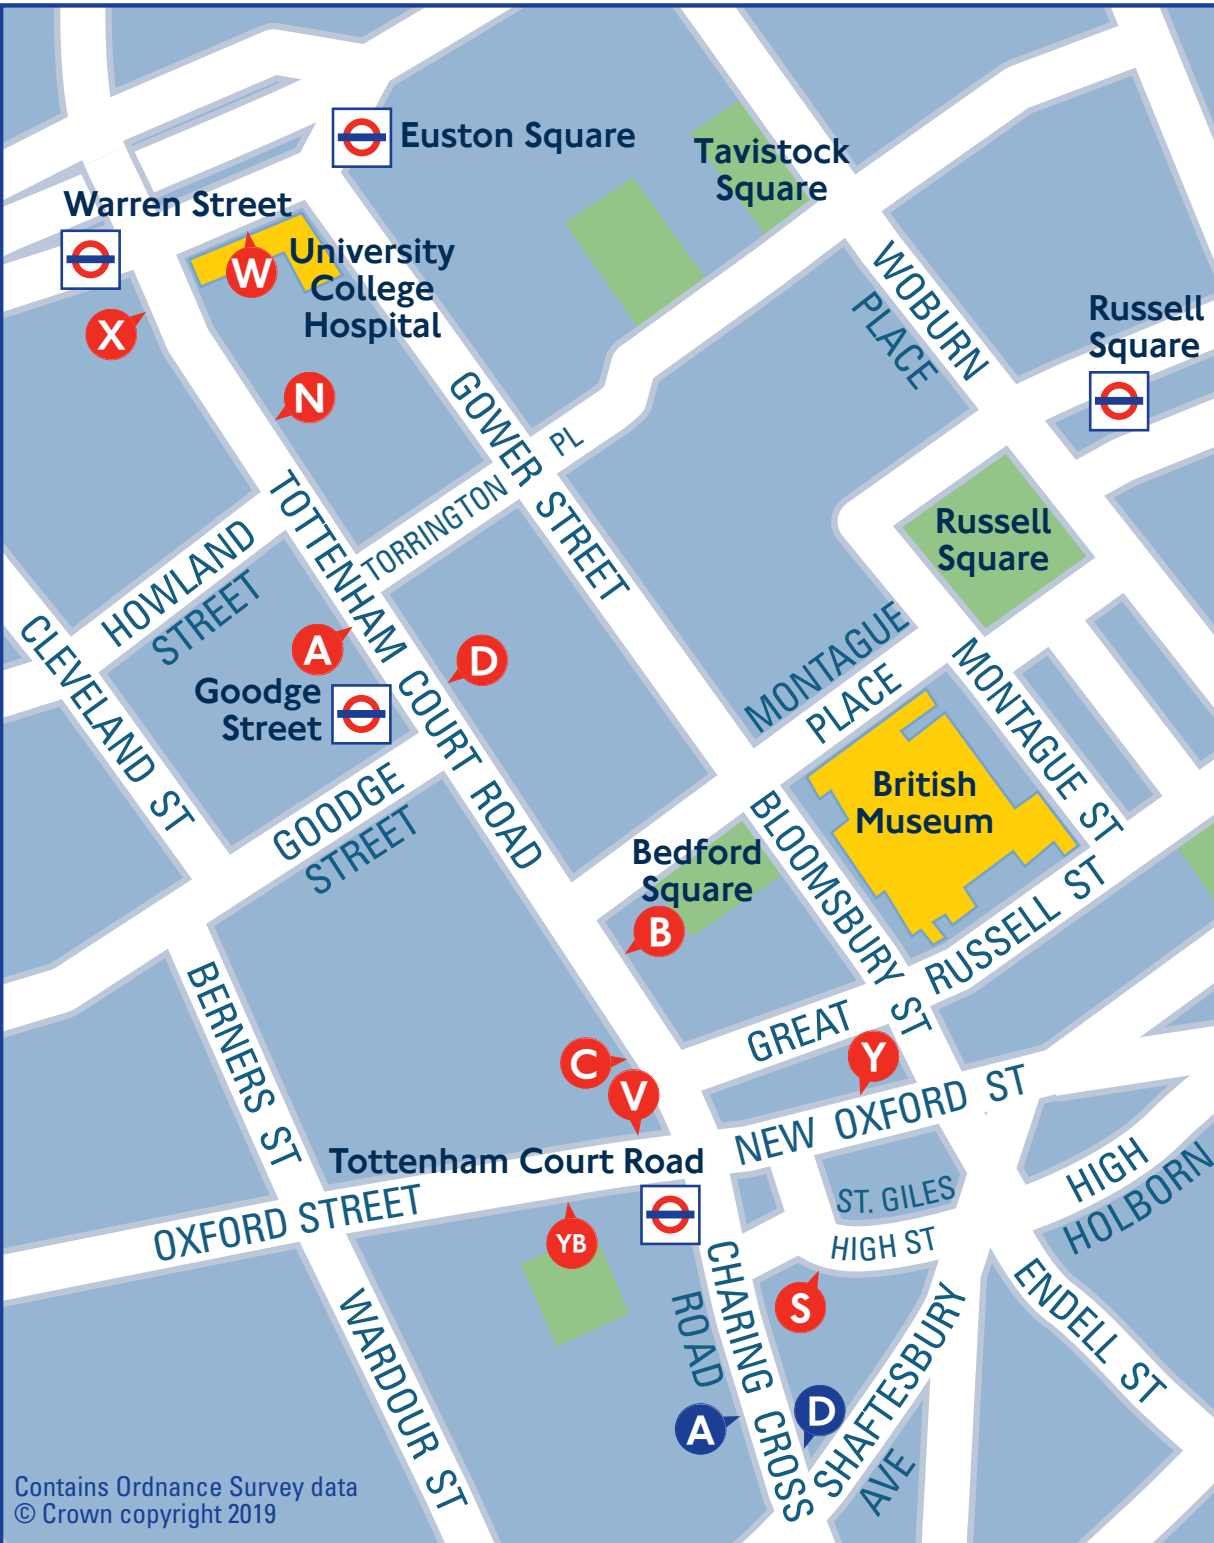 Euston Square
Tavistock
Square
Warren Street
W
University
College
Hospital
X
N
WOBURN
PLACE
Russell
Square
GOWER STREET
TORRINGTON PL
TOTTENHAM COURT ROAD
HOWLAND
STREET
CLEVELAND ST
A
D
Goodge
Street
GOODGE
STREET
Russell
Square
MONTAGUE
PLACE
MONTAGUE ST
British
Museum
Bedford
Square
B
BLOOMSBURY ST
GREAT RUSSELL ST
BERNERS ST
C
V
Y
Tottenham Court Road
NEW OXFORD ST
OXFORD STREET
YB
ST. GILES
HIGH ST
HIGH
HOLBORN
S
CHARING CROSS
ROAD
ENDELL ST
SHAFTESBURY
AVE
WARDOUR ST
A
D
Contains Ordnance Survey data
© Crown copyright 2019